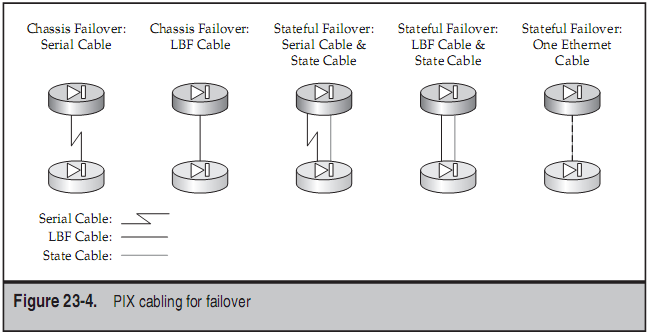 Chassis Failover:
Serial Cable
Chassis Failover:
LBF Cable
Stateful Failover:
Serial Cable &
State Cable
Stateful Failover:
LBF Cable &
State Cable
Stateful Failover:
One Ethernet
Cable
Serial Cable:
LBF Cable:
State Cable:
Figure 23-4. PIX cabling for failover